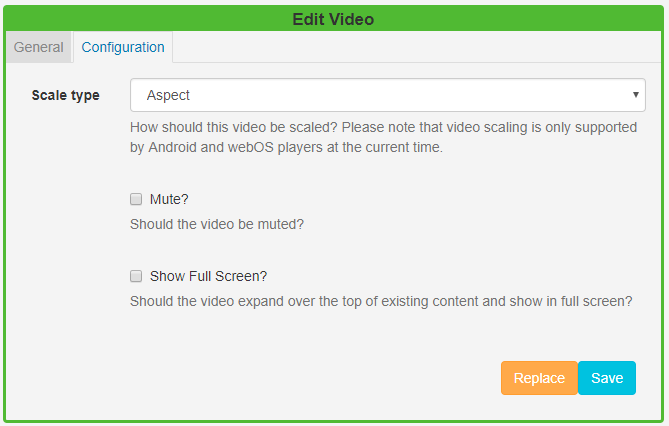 Edit Video
General Configuration
Scale type Aspect
How should this video be scaled? Please note that video scaling is only supported
by Android and webOS players at the current time.
Mute?
Should the video be muted?
Show Full Screen?
Should the video expand over the top of existing content and show in full screen?
Replace Save